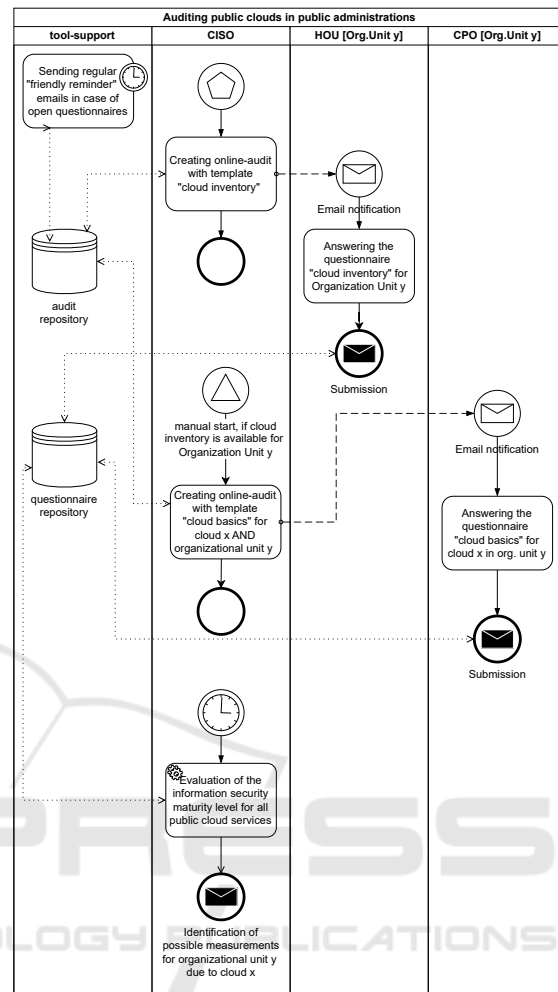 Auditing public clouds in public administrations
tool-support
CISO
HOU [Org.Unit y]
CPO [Org.Unit y]
Sending regular
"friendly reminder"
emails in case of
open questionnaires
Creating online-audit
with template
"cloud inventory"
Email notification
Answering the
questionnaire
"cloud inventory" for
Organization Unit y
audit
repository
Submission
manual start, if cloud
inventory is available for
Organization Unit y
Email notification
questionnaire
repository
Creating online-audit
with template
"cloud basics" for
cloud x AND
organizational unit y
Answering the
questionnaire
"cloud basics" for
cloud x in org. unit y
Submission
Evaluation of the
information security
maturity level for all
public cloud services
PRESS
OLOGY PUBLICATIONS
Identification of
possible measurements
for organizational unit y
due to cloud x